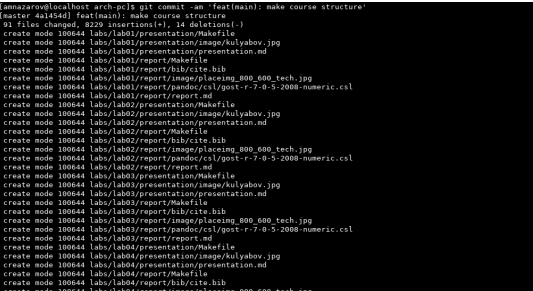 [amnazarov@localhost arch-pc]$ git commit -am 'feat(main): make course structure'
[master 4a1454d] feat(main): make course structure
 91 files changed, 8229 insertions(+), 14 deletions(-)
 create mode 100644 labs/lab01/presentation/Makefile
 create mode 100644 labs/lab01/presentation/image/kulyabov.jpg
 create mode 100644 labs/lab01/presentation/presentation.md
 create mode 100644 labs/lab01/report/Makefile
 create mode 100644 labs/lab01/report/bib/cite.bib
 create mode 100644 labs/lab01/report/image/placeimg_800_600_tech.jpg
 create mode 100644 labs/lab01/report/pandoc/csl/gost-r-7-0-5-2008-numeric.csl
 create mode 100644 labs/lab01/report/report.md
 create mode 100644 labs/lab02/presentation/Makefile
 create mode 100644 labs/lab02/presentation/image/kulyabov.jpg
 create mode 100644 labs/lab02/presentation/presentation.md
 create mode 100644 labs/lab02/report/Makefile
 create mode 100644 labs/lab02/report/bib/cite.bib
 create mode 100644 labs/lab02/report/image/placeimg_800_600_tech.jpg
 create mode 100644 labs/lab02/report/pandoc/csl/gost-r-7-0-5-2008-numeric.csl
 create mode 100644 labs/lab02/report/report.md
 create mode 100644 labs/lab03/presentation/Makefile
 create mode 100644 labs/lab03/presentation/image/kulyabov.jpg
 create mode 100644 labs/lab03/presentation/presentation.md
 create mode 100644 labs/lab03/report/Makefile
 create mode 100644 labs/lab03/report/bib/cite.bib
 create mode 100644 labs/lab03/report/image/placeimg_800_600_tech.jpg
 create mode 100644 labs/lab03/report/pandoc/csl/gost-r-7-0-5-2008-numeric.csl
 create mode 100644 labs/lab03/report/report.md
 create mode 100644 labs/lab04/presentation/Makefile
 create mode 100644 labs/lab04/presentation/image/kulyabov.jpg
 create mode 100644 labs/lab04/presentation/presentation.md
 create mode 100644 labs/lab04/report/Makefile
 create mode 100644 labs/lab04/report/bib/cite.bib